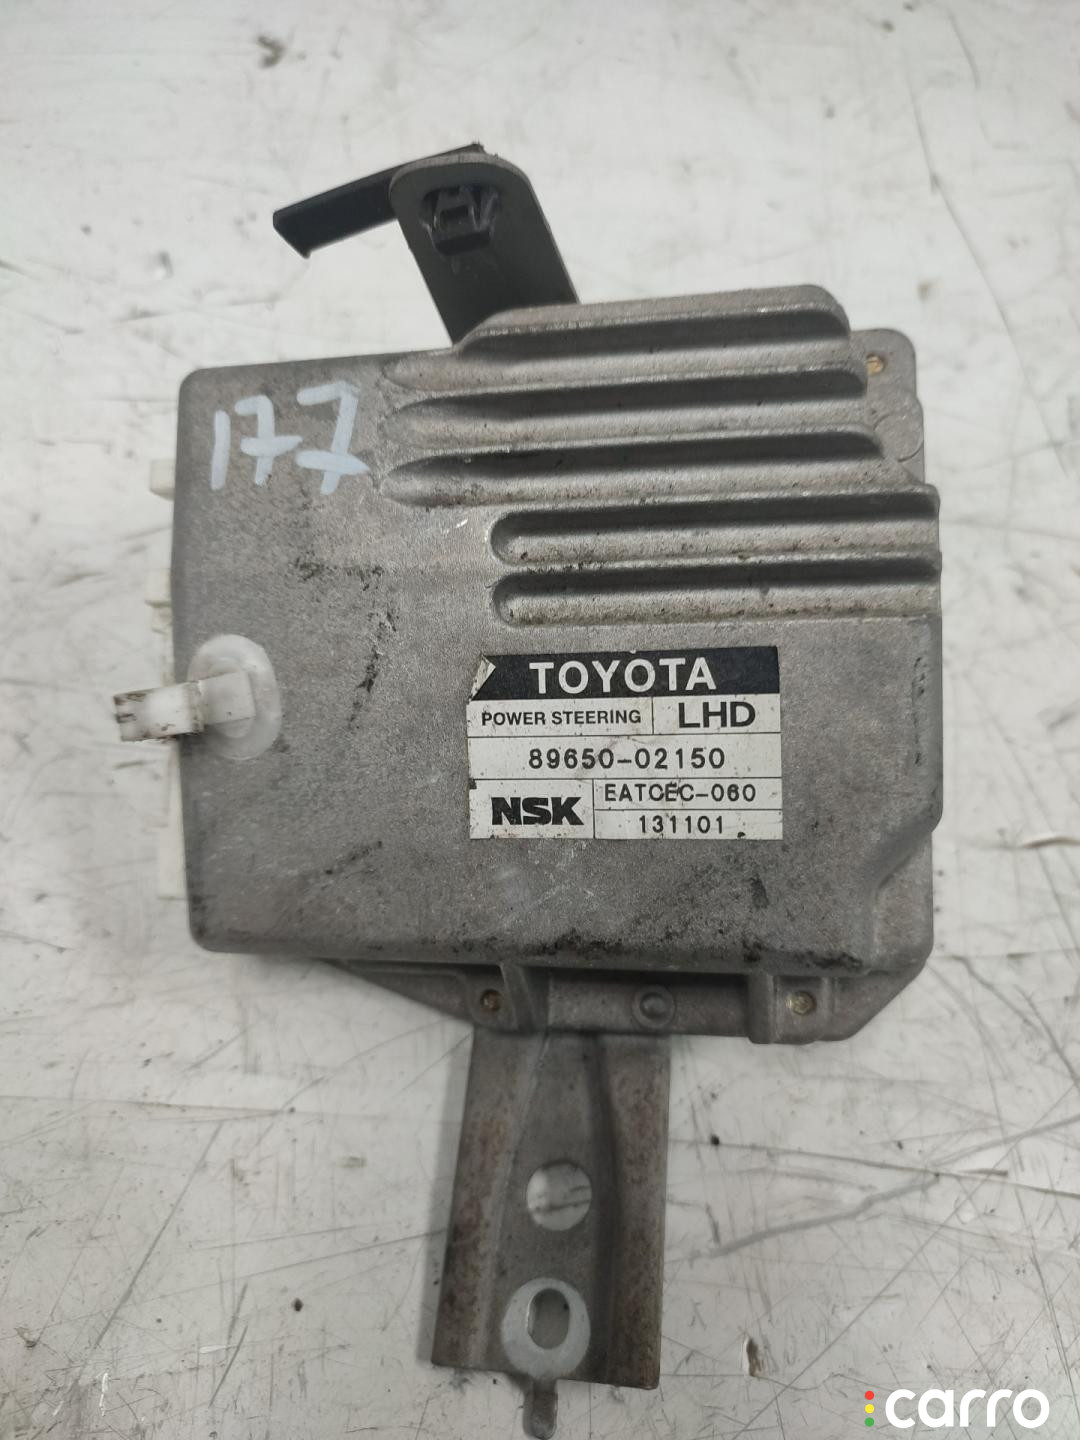 177
TOYOTA
POWER STEERING LHD
89650-02150
NSK EATCEC-060
131101
carro